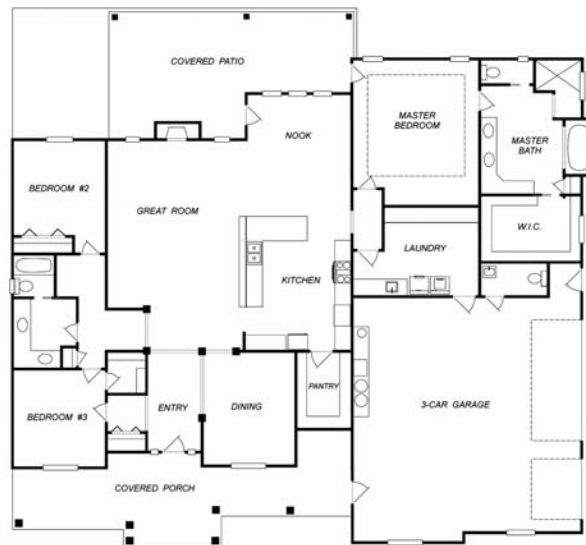 COVERED PATIO
NOOK
MASTER
BEDROOM
MASTER
BATH
BEDROOM #2
GREAT ROOM
W.I.C.
LAUNDRY
KITCHEN
PANTRY
BEDROOM #3
ENTRY
DINING
3-CAR GARAGE
COVERED PORCH